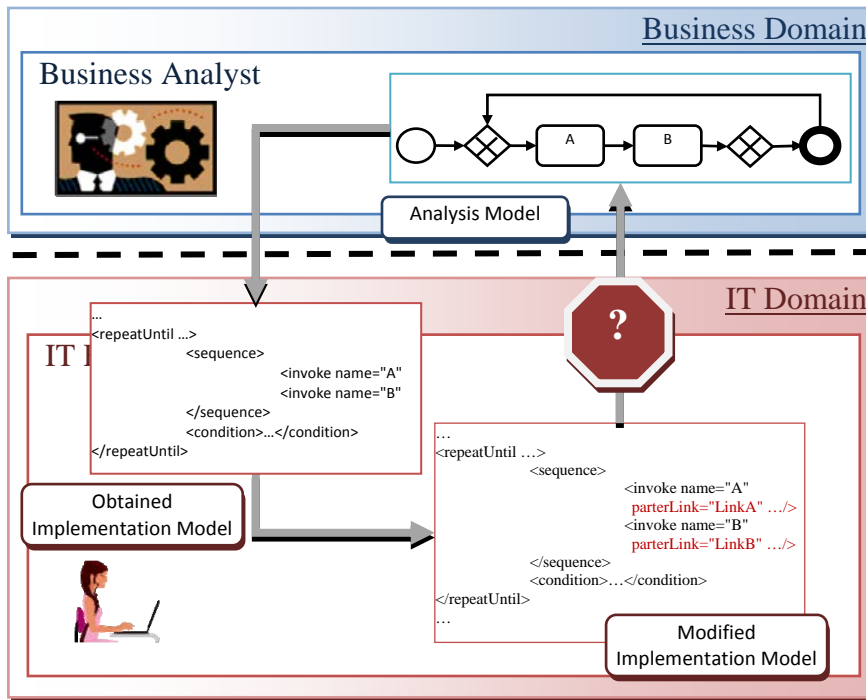 Business Domain
Business Analyst
A
B
Analysis Model
IT Domain
?
IT
…
<repeatUntil …>
<sequence>
<invoke name="A"
<invoke name="B"
</sequence>
<condition>…</condition>
</repeatUntil>
Obtained
Implementation Model
…
<repeatUntil …>
<sequence>
<invoke name="A"
parterLink="LinkA" …/>
<invoke name="B"
parterLink="LinkB" …/>
</sequence>
<condition>…</condition>
</repeatUntil>
…
Modified
Implementation Model